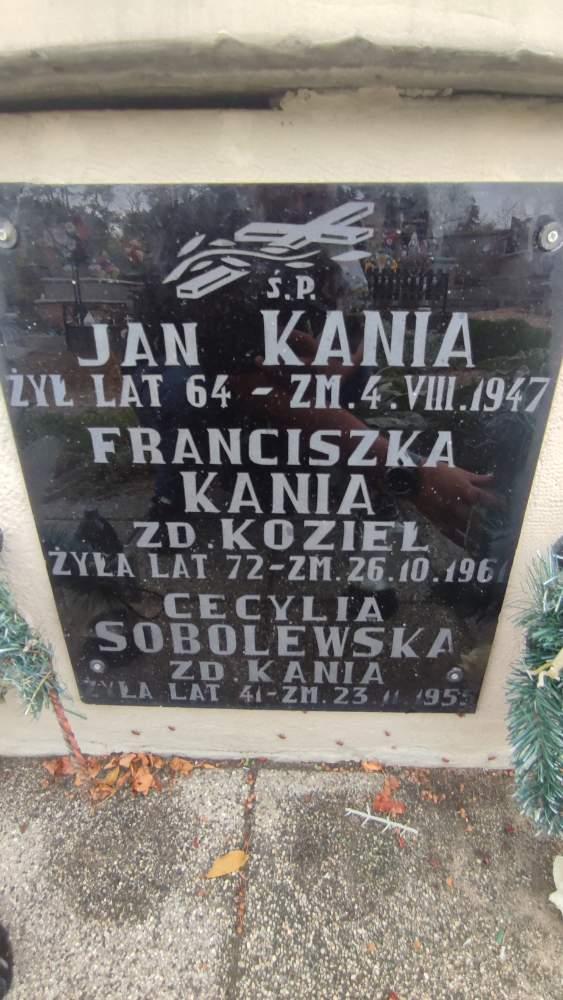 Ś.P.
JAN KANIA
ŻYŁ LAT 64 - ZM. 4.VIII.1947
FRANCISZKA
KANIA
ZD. KOZIEŁ
ŻYŁA LAT 72 - ZM. 26.10.1961
CECYLIA
SOBOLEWSKA
ZD. KANIA
ŻYŁA LAT 41 - ZM. 23